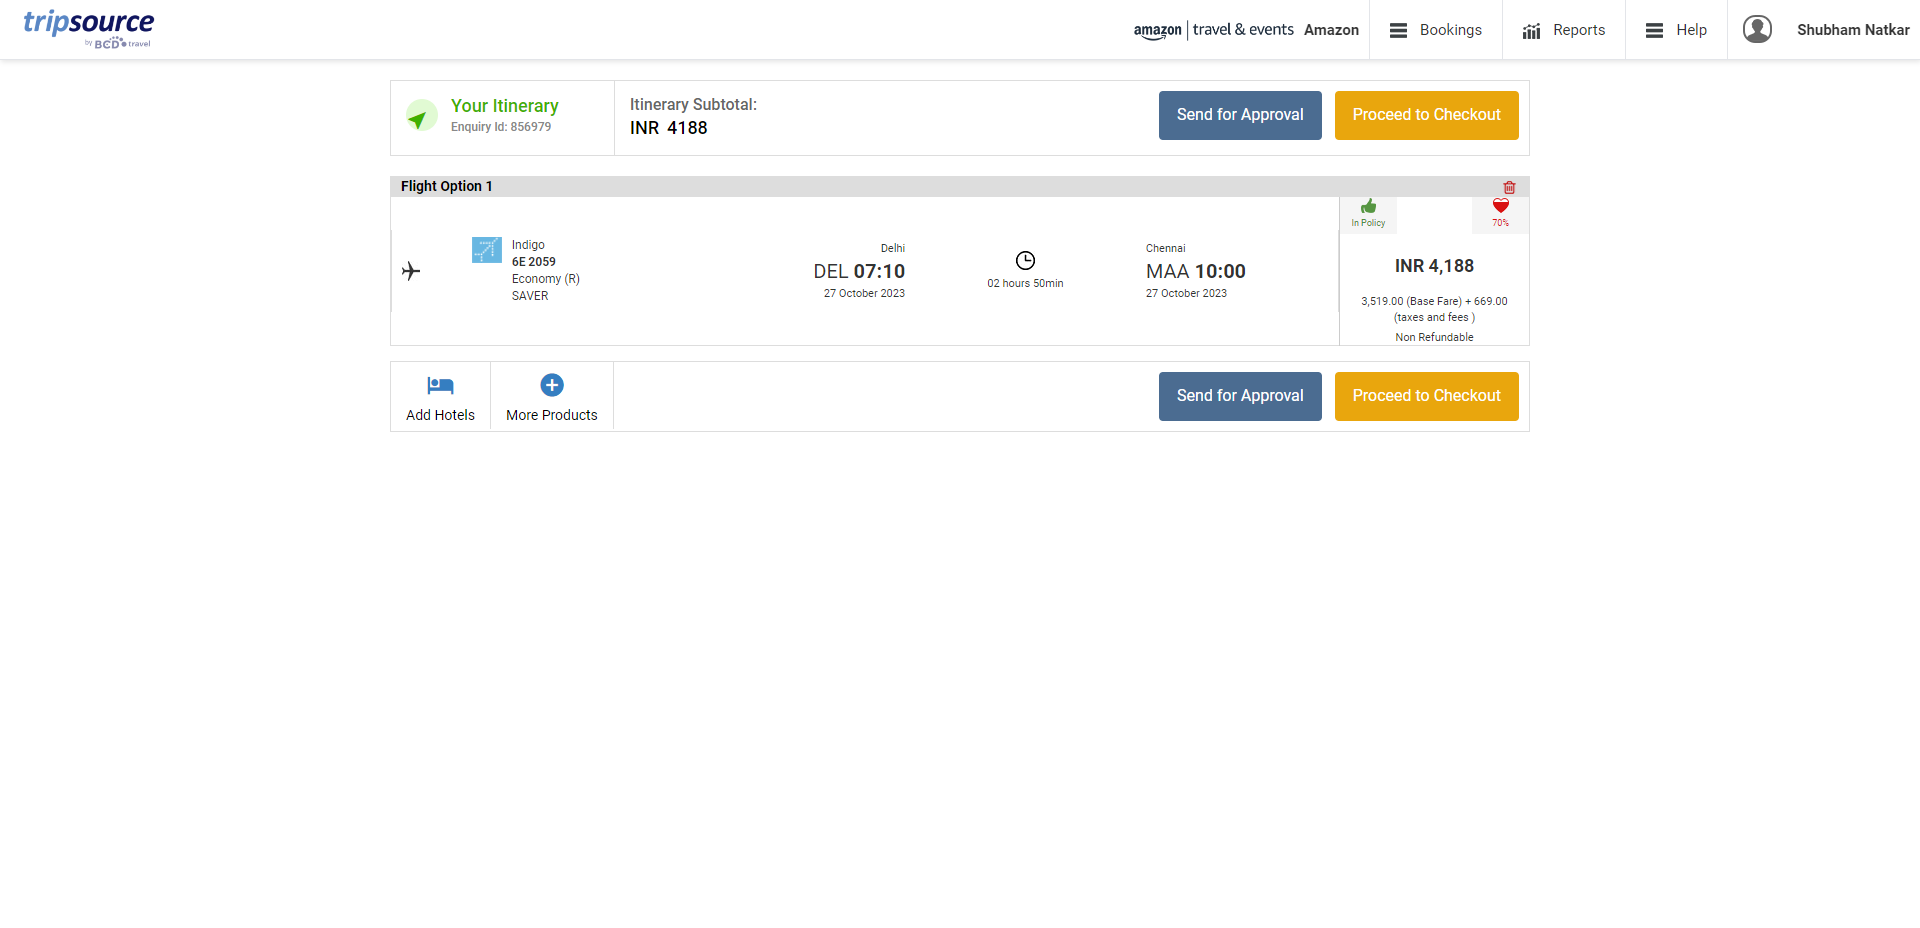 tripsource
by BCD travel
amazon | travel & events Amazon
Bookings
Reports
Help
Shubham Natkar
Your Itinerary
Enquiry Id: 856979
Itinerary Subtotal:
INR 4188
Send for Approval
Proceed to Checkout
Flight Option 1
Indigo
6E 2059
Economy (R)
SAVER
Delhi
DEL 07:10
27 October 2023
02 hours 50min
Chennai
MAA 10:00
27 October 2023
In Policy
70%
INR 4,188
3,519.00 (Base Fare) + 669.00
(taxes and fees )
Non Refundable
Add Hotels
More Products
Send for Approval
Proceed to Checkout